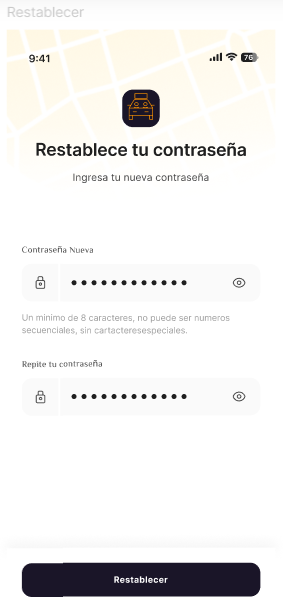 Restablecer
9:41
76
Restablece tu contraseña
Ingresa tu nueva contraseña
Contraseña Nueva
Un minimo de 8 caracteres, no puede ser numeros
secuenciales, sin cartacteresespeciales.
Repite tu contraseña
Restablecer